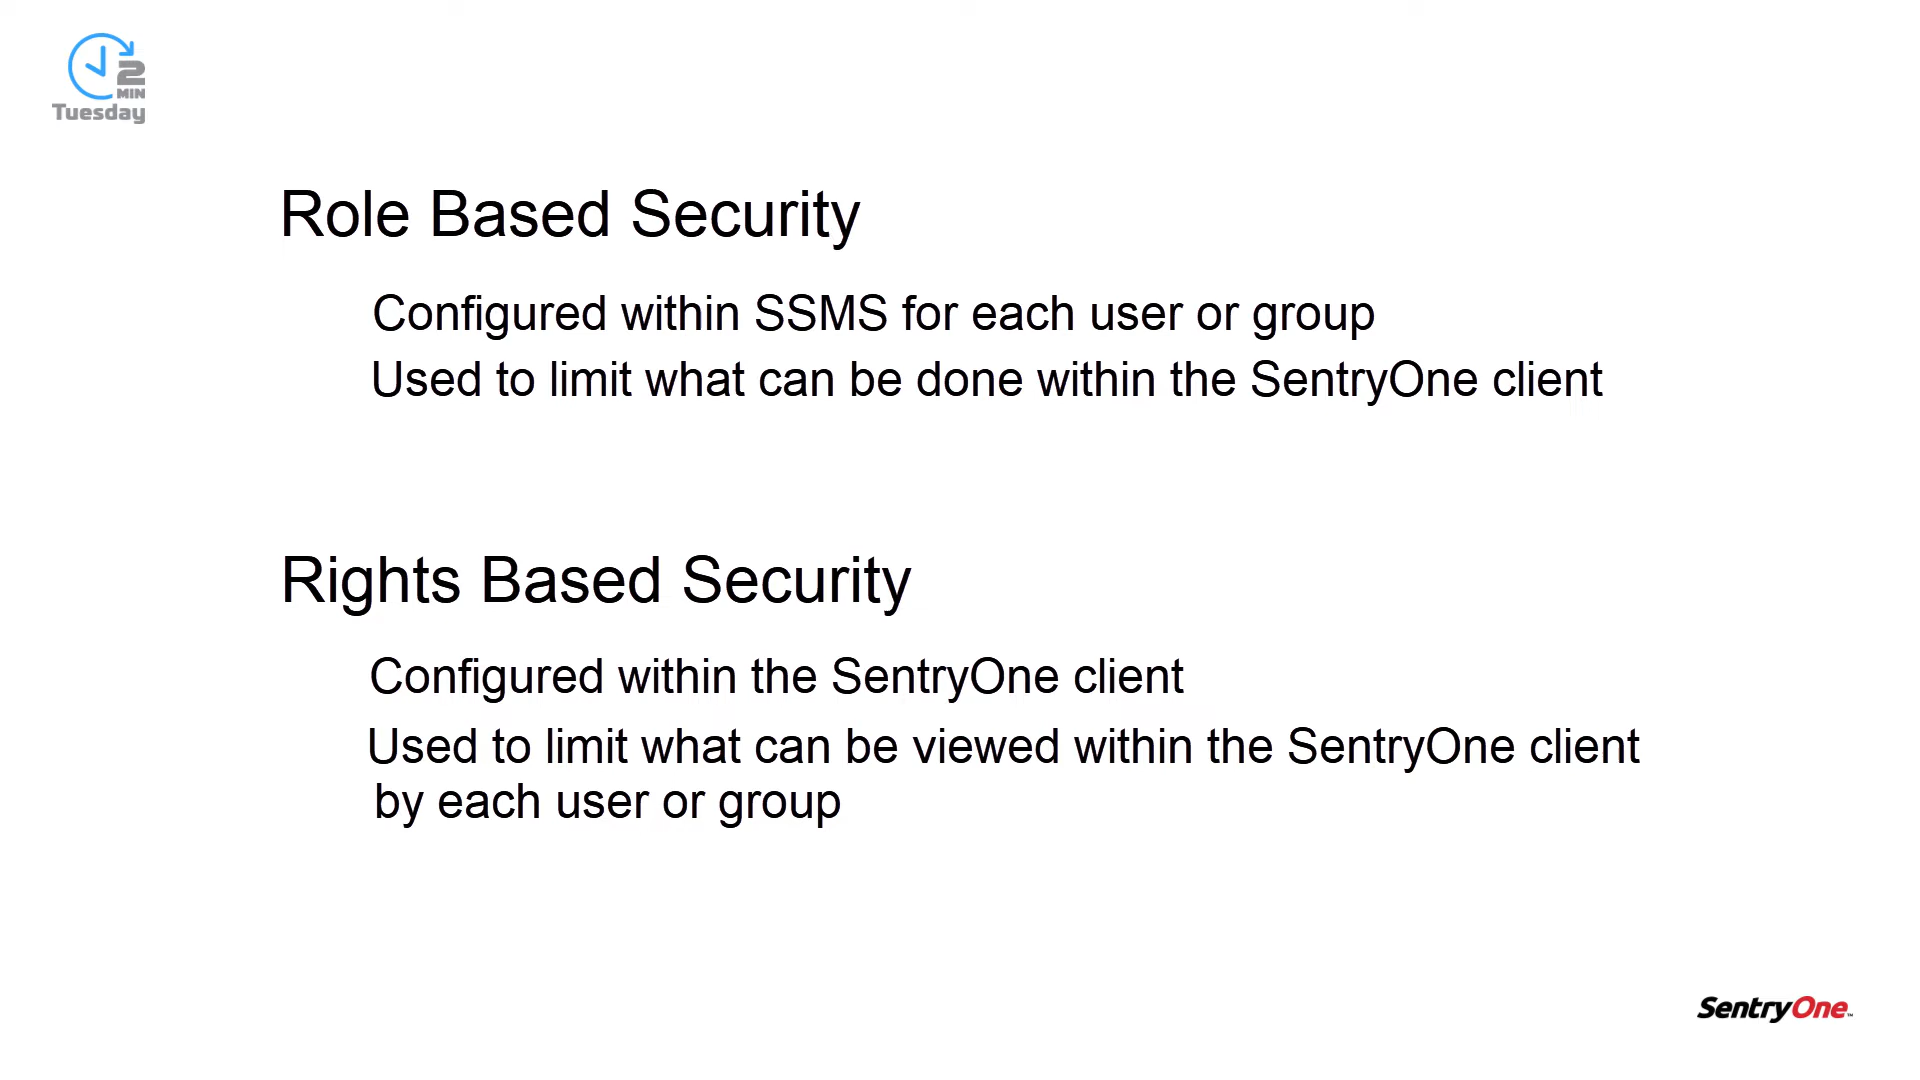 2
MIN
Tuesday
Role Based Security
Configured within SSMS for each user or group
Used to limit what can be done within the SentryOne client
Rights Based Security
Configured within the SentryOne client
Used to limit what can be viewed within the SentryOne client
by each user or group
SentryOne™